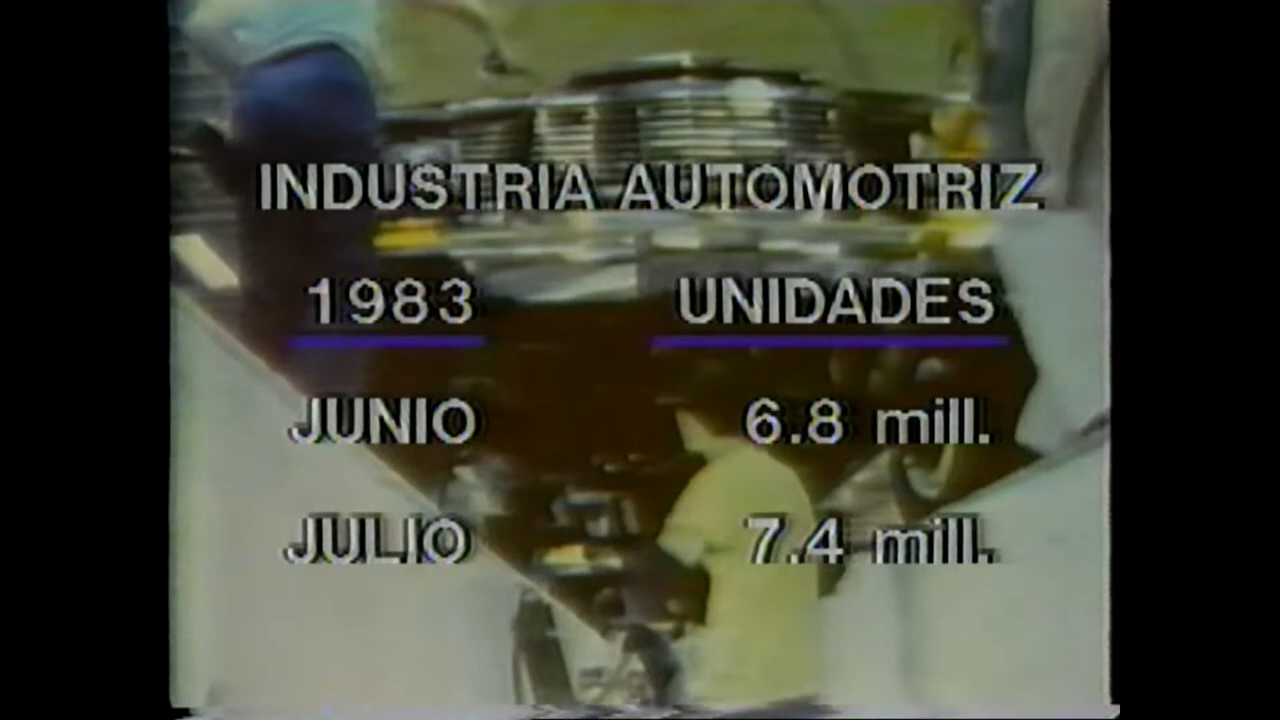 INDUSTRIA AUTOMOTRIZ
1983 UNIDADES
JUNIO 6.8 mill.
JULIO 7.4 mill.